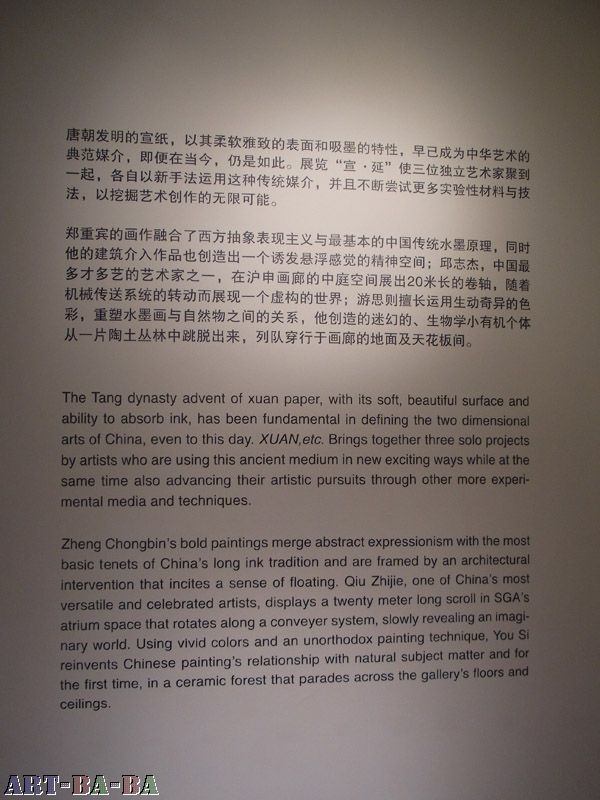 唐朝发明的宣纸，以其柔软雅致的表面和吸墨的特性，早已成为中华艺术的
典范媒介，即便在当今，仍是如此。展览“宣·延”使三位独立艺术家聚到
一起，各自以新手法运用这种传统媒介，并且不断尝试更多实验性材料与技
法，以挖掘艺术创作的无限可能。
郑重宾的画作融合了西方抽象表现主义与最基本的中国传统水墨原理，同时
他的建筑介入作品也创造出一个诱发悬浮感觉的精神空间；邱志杰，中国最
多才多艺的艺术家之一，在沪申画廊的中庭空间展出20米长的卷轴，随着
机械传送系统的转动而展现一个虚构的世界；游思则擅长运用生动奇异的色
彩，重塑水墨画与自然物之间的关系，他创造的迷幻的、生物学小有机个体
从一片陶土丛林中跳脱出来，列队穿行于画廊的地面及天花板间。
The Tang dynasty advent of xuan paper, with its soft, beautiful surface and
ability to absorb ink, has been fundamental in defining the two dimensional
arts of China, even to this day. XUAN,etc. Brings together three solo projects
by artists who are using this ancient medium in new exciting ways while at the
same time also advancing their artistic pursuits through other more experi-
mental media and techniques.
Zheng Chongbin's bold paintings merge abstract expressionism with the most
basic tenets of China's long ink tradition and are framed by an architectural
intervention that incites a sense of floating. Qiu Zhijie, one of China's most
versatile and celebrated artists, displays a twenty meter long scroll in SGA's
atrium space that rotates along a conveyer system, slowly revealing an imagi-
nary world. Using vivid colors and an unorthodox painting technique, You Si
reinvents Chinese painting's relationship with natural subject matter and for
the first time, in a ceramic forest that parades across the gallery's floors and
ceilings.
ART-BA-BA